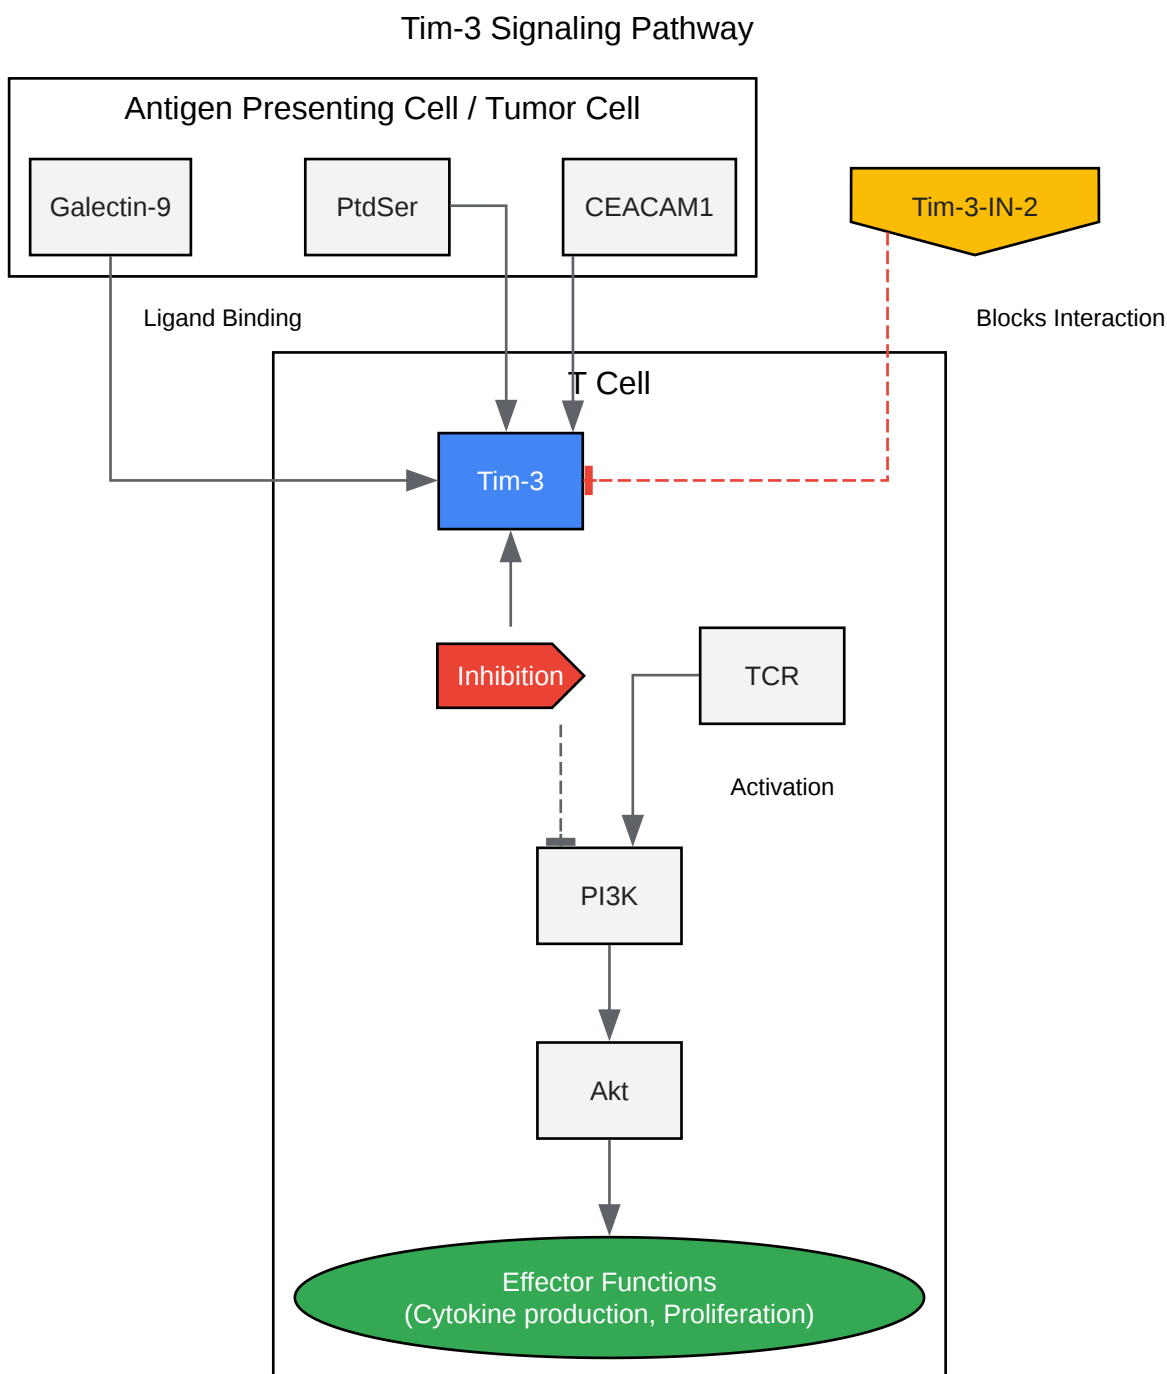 Tim-3 Signaling Pathway
Antigen Presenting Cell / Tumor Cell
Galectin-9
PtdSer
CEACAM1
Tim-3-IN-2
Ligand Binding
Blocks Interaction
T Cell
Tim-3
Inhibition
TCR
Activation
PI3K
Akt
Effector Functions
(Cytokine production, Proliferation)